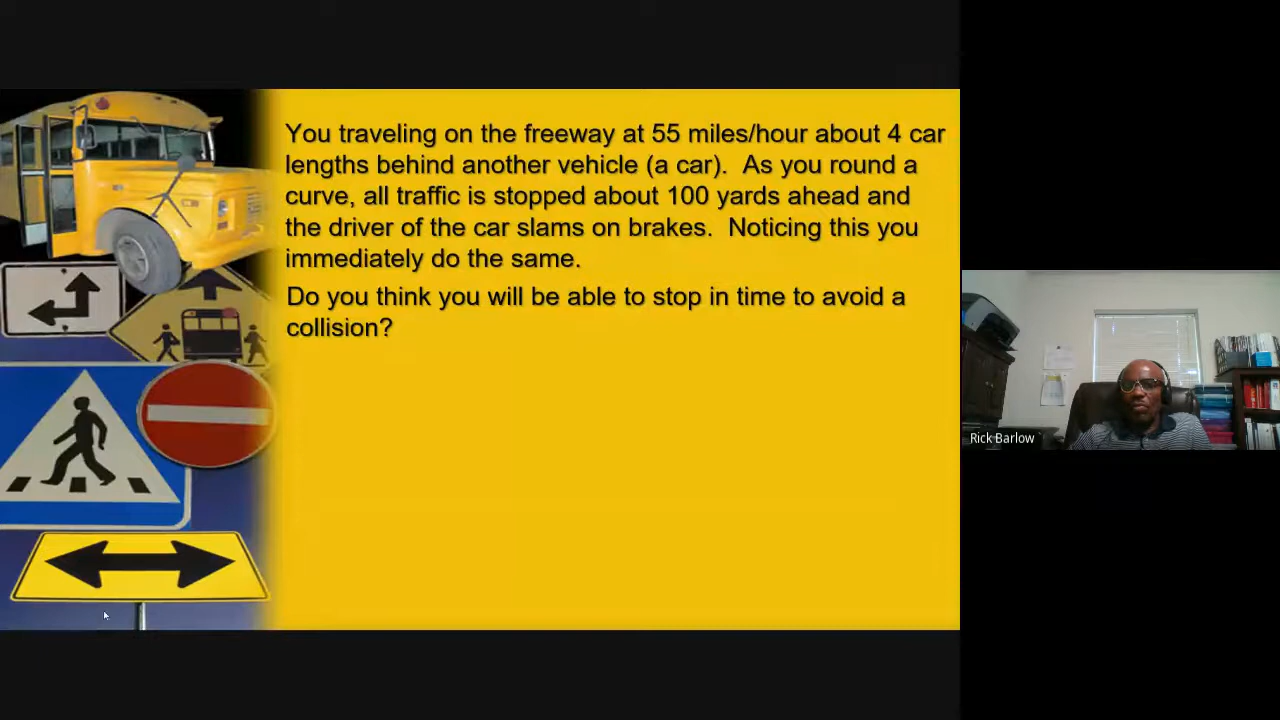 You traveling on the freeway at 55 miles/hour about 4 car
lengths behind another vehicle (a car).  As you round a
curve, all traffic is stopped about 100 yards ahead and
the driver of the car slams on brakes.  Noticing this you
immediately do the same.
Do you think you will be able to stop in time to avoid a
collision?
Rick Barlow